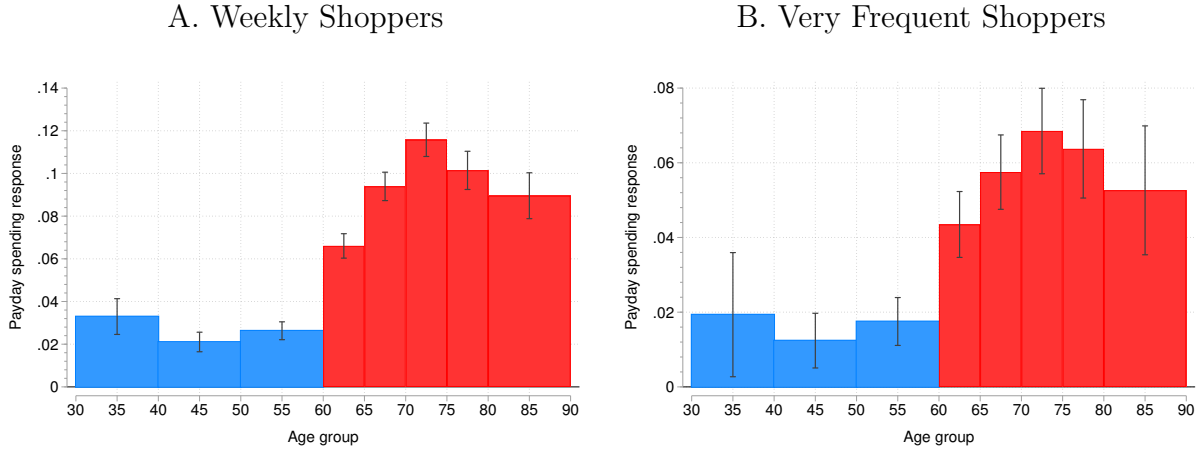 A. Weekly Shoppers
Payday spending response
.14
.12
.1
.08
.06
.04
.02
0
30 35 40 45 50 55 60 65 70 75 80 85 90
Age group
B. Very Frequent Shoppers
Payday spending response
.08
.06
.04
.02
0
30 35 40 45 50 55 60 65 70 75 80 85 90
Age group